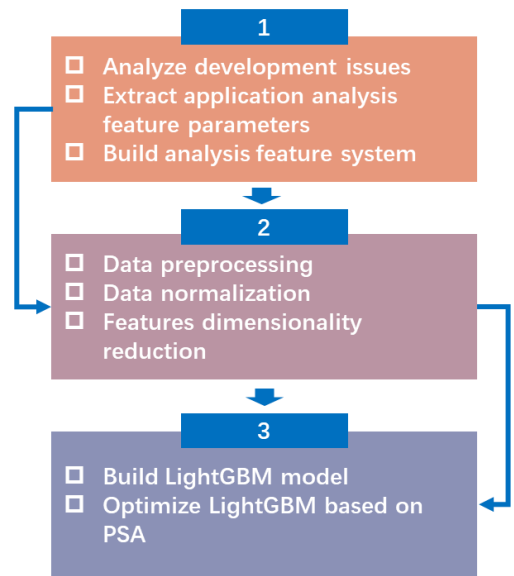 1
Analyze development issues
Extract application analysis
feature parameters
Build analysis feature system
2
Data preprocessing
Data normalization
Features dimensionality
reduction
3
Build LightGBM model
Optimize LightGBM based on
PSA